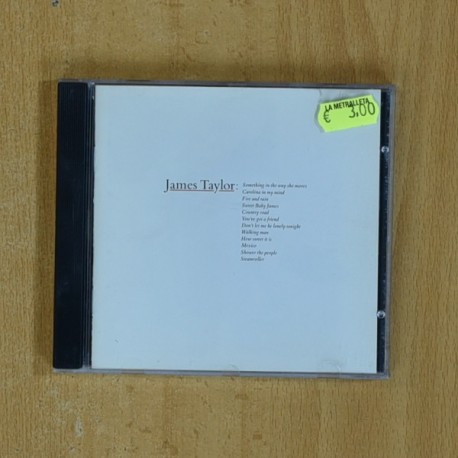 LA METRALLETA
€ 3,00
James Taylor: Something in the way she moves
Carolina in my mind
Fire and rain
Sweet Baby James
Country road
You've got a friend
Don't let me be lonely tonight
Walking man
How sweet it is
Mexico
Shower the people
Steamroller